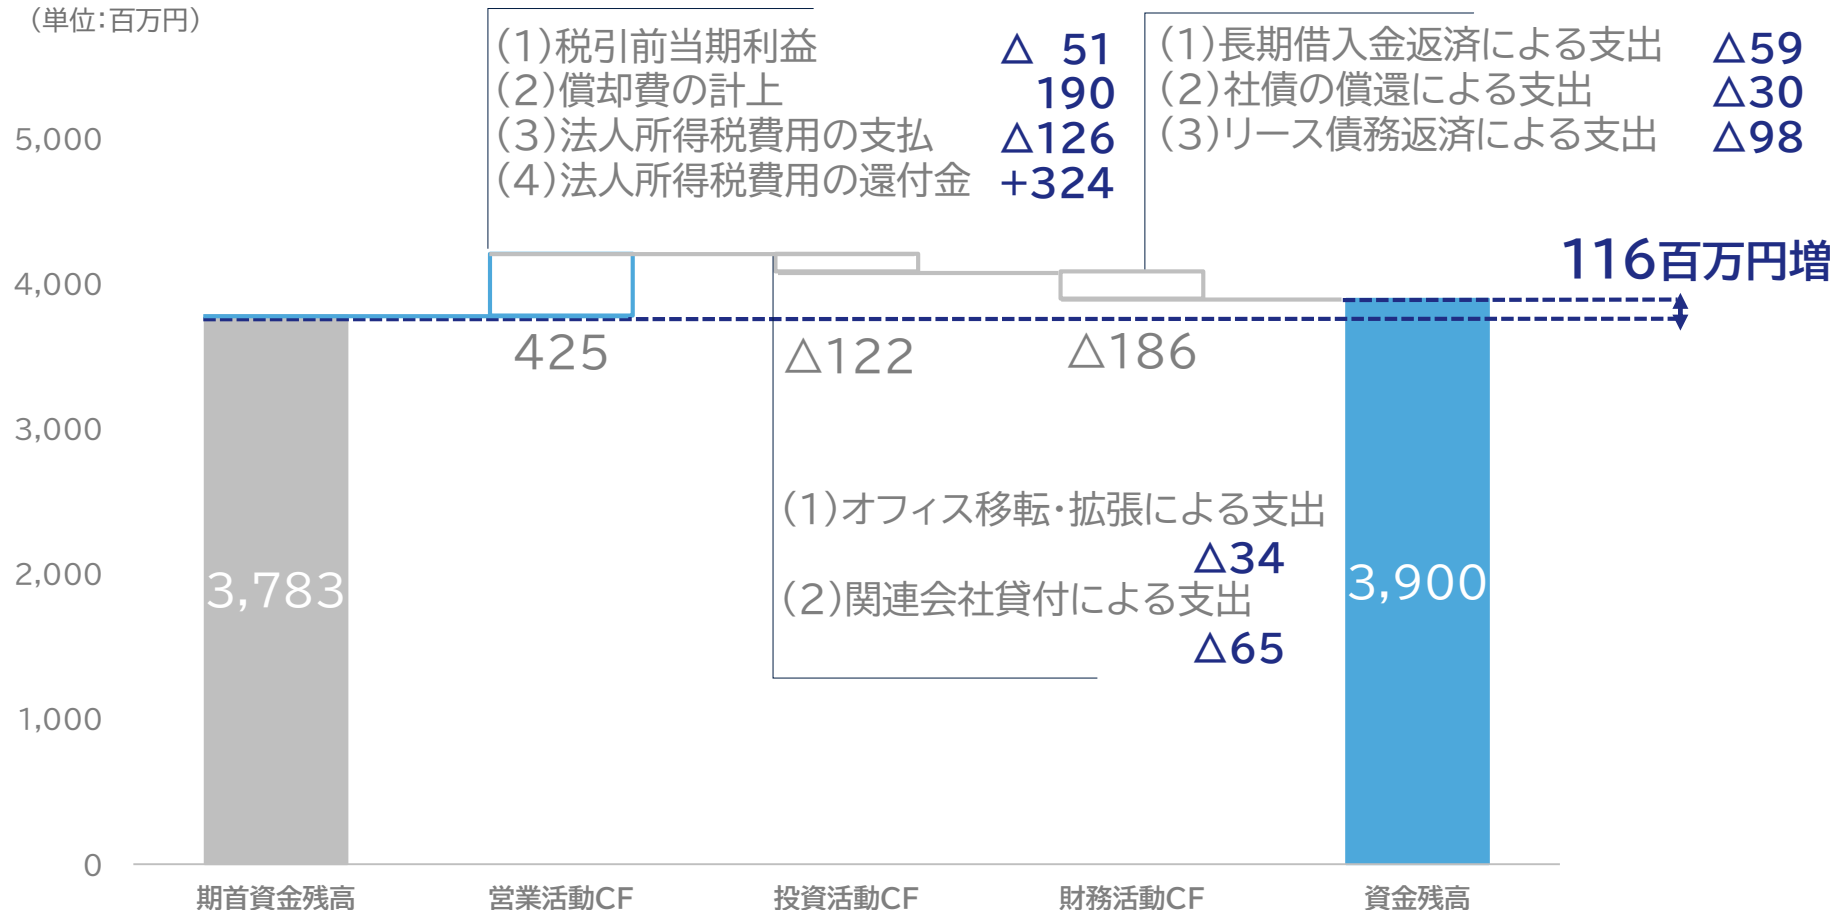 （単位：百万円）
(1)税引前当期利益 △ 51
(2)償却費の計上 190
(3)法人所得税費用の支払 △126
(4)法人所得税費用の還付金 +324
(1)長期借入金返済による支出 △59
(2)社債の償還による支出 △30
(3)リース債務返済による支出 △98
116百万円増
5,000
4,000
3,000
2,000
1,000
0
425
△122
△186
(1)オフィス移転・拡張による支出
△34
(2)関連会社貸付による支出
△65
3,783
3,900
期首資金残高
営業活動CF
投資活動CF
財務活動CF
資金残高